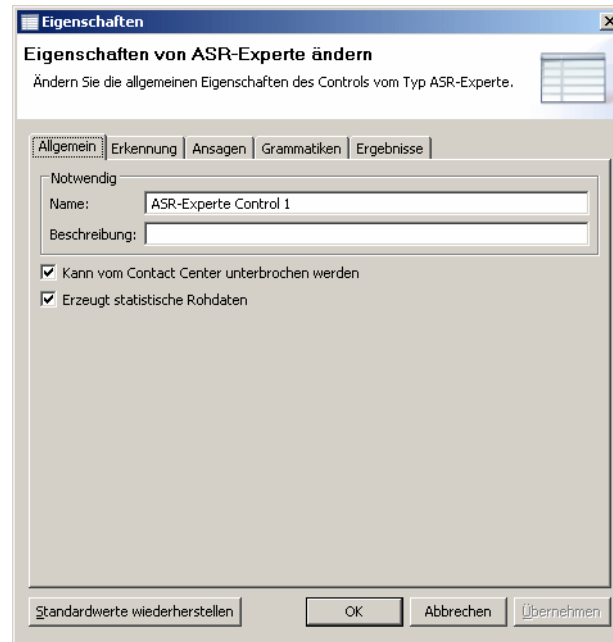 Eigenschaften
Eigenschaften von ASR-Experte ändern
Ändern Sie die allgemeinen Eigenschaften des Controls vom Typ ASR-Experte.
Allgemein Erkennung Ansagen Grammatiken Ergebnisse
Notwendig
Name: ASR-Experte Control 1
Beschreibung:
Kann vom Contact Center unterbrochen werden
Erzeugt statistische Rohdaten
Standardwerte wiederherstellen OK Abbrechen Übernehmen